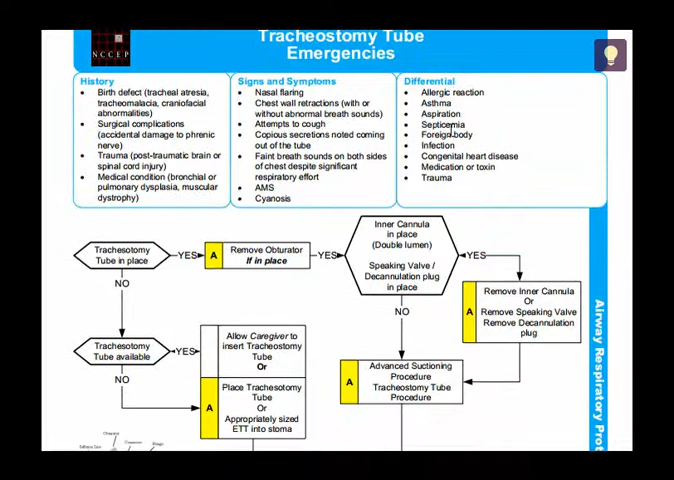 Tracheostomy Tube
Emergencies
NCCEP
History
Birth defect (tracheal atresia,
tracheomalacia, craniofacial
abnormalities)
Surgical complications
(accidental damage to phrenic
nerve)
Trauma (post-traumatic brain or
spinal cord injury)
Medical condition (bronchial or
pulmonary dysplasia, muscular
dystrophy)
Signs and Symptoms
Nasal flaring
Chest wall retractions (with or
without abnormal breath sounds)
Attempts to cough
Copious secretions noted coming
out of the tube
Faint breath sounds on both sides
of chest despite significant
respiratory effort
AMS
Cyanosis
Differential
Allergic reaction
Asthma
Aspiration
Septicemia
Foreign body
Infection
Congenital heart disease
Medication or toxin
Trauma
Trachesotomy
Tube in place
YES
A
Remove Obturator
If in place
YES
Inner Cannula
in place
(Double lumen)
Speaking Valve /
Decannulation plug
in place
YES
NO
NO
A
Remove Inner Cannula
Or
Remove Speaking Valve
Remove Decannulation
plug
Trachesotomy
Tube available
YES
Allow Caregiver to
insert Tracheostomy
Tube
Or
NO
A
Place Trachesotomy
Tube
Or
Appropriately sized
ETT into stoma
A
Advanced Suctioning
Procedure
Tracheostomy Tube
Procedure
Airway Respiratory Prot